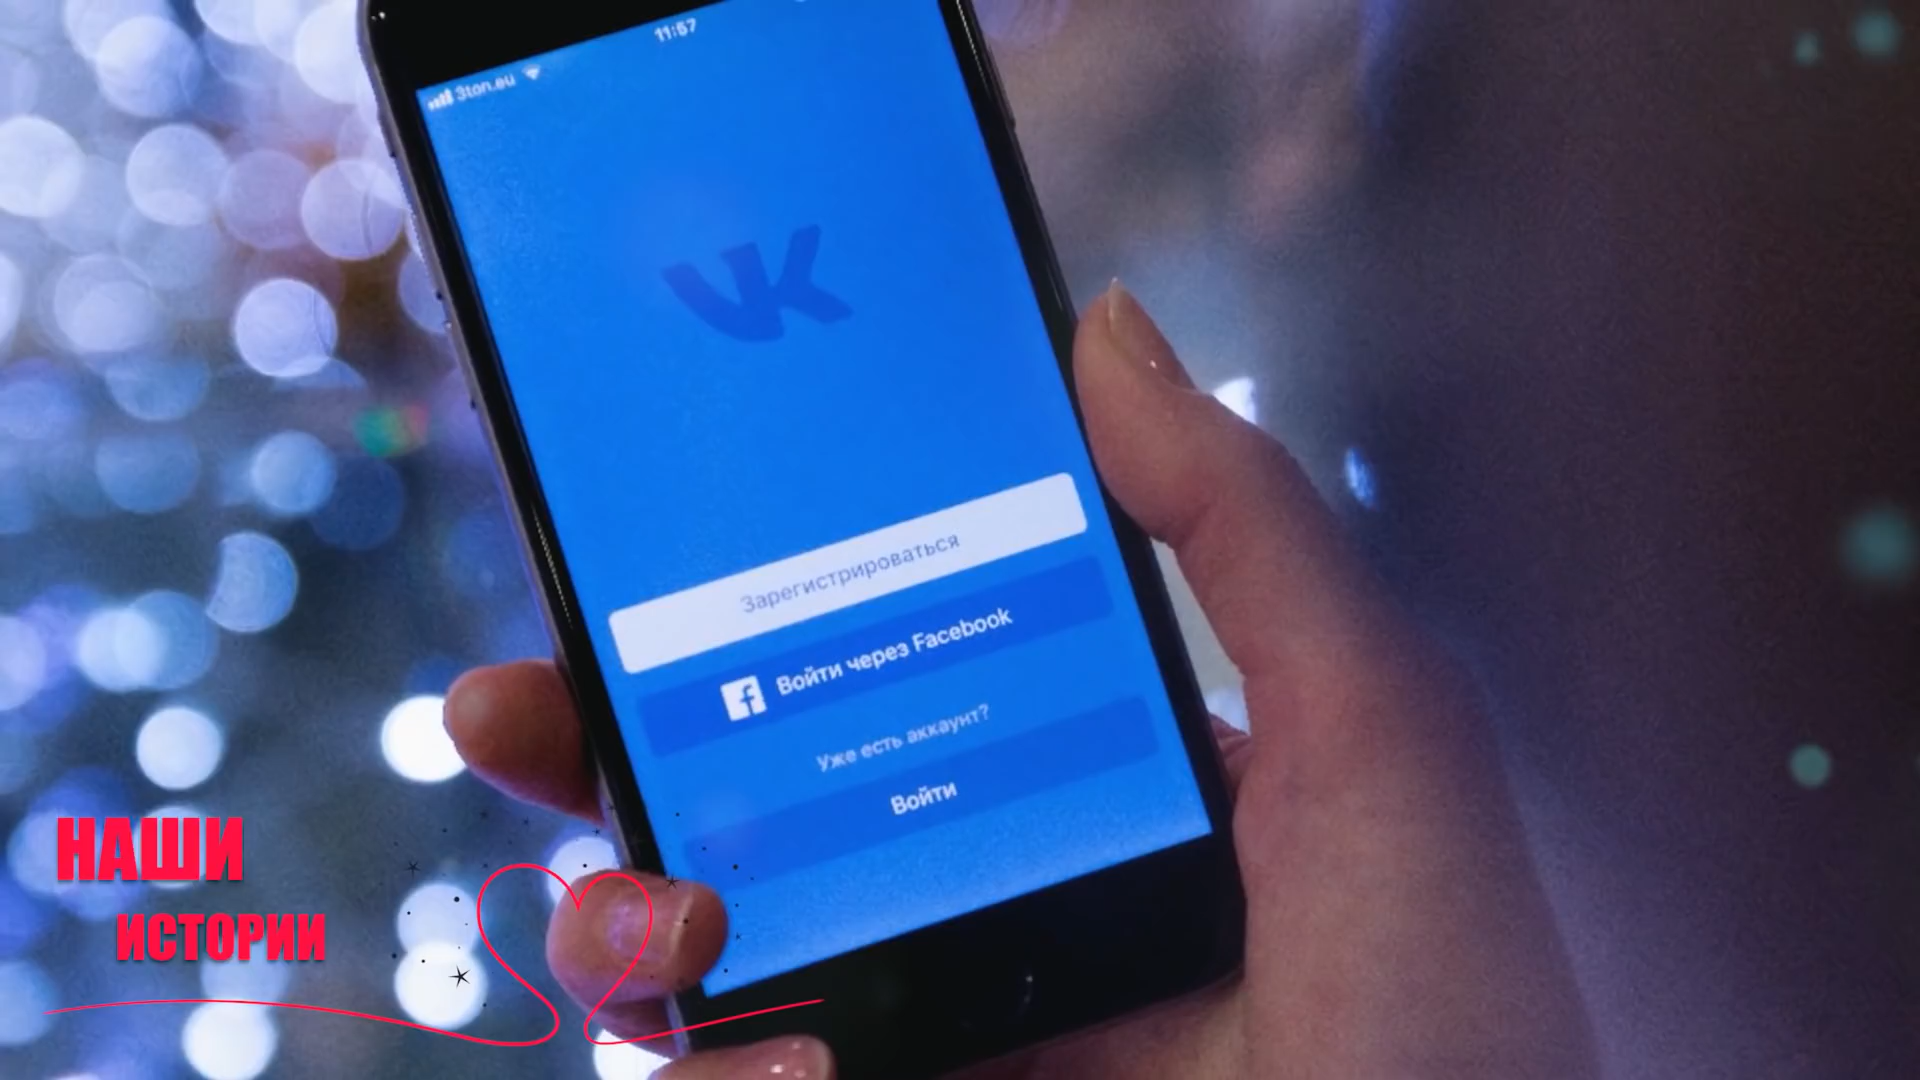 11:57
3ton.eu
VK
Зарегистрироваться
Войти через Facebook
Уже есть аккаунт?
Войти
НАШИ
ИСТОРИИ